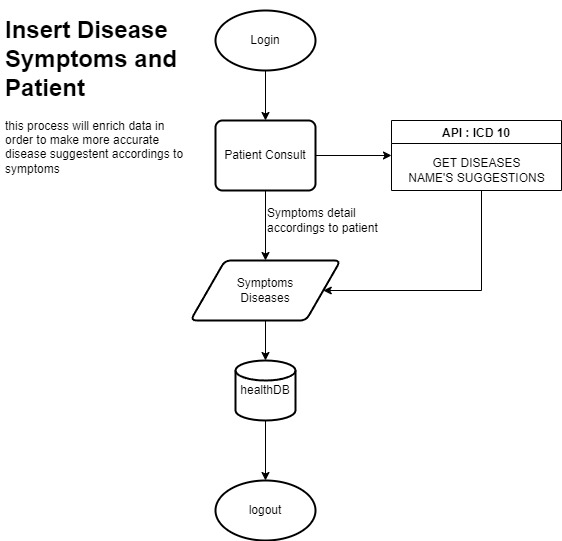 Insert Disease
Symptoms and
Patient
this process will enrich data in
order to make more accurate
disease suggestent accordings to
symptoms
Login
Patient Consult
API : ICD 10
GET DISEASES
NAME'S SUGGESTIONS
Symptoms detail
accordings to patient
Symptoms
Diseases
healthDB
logout